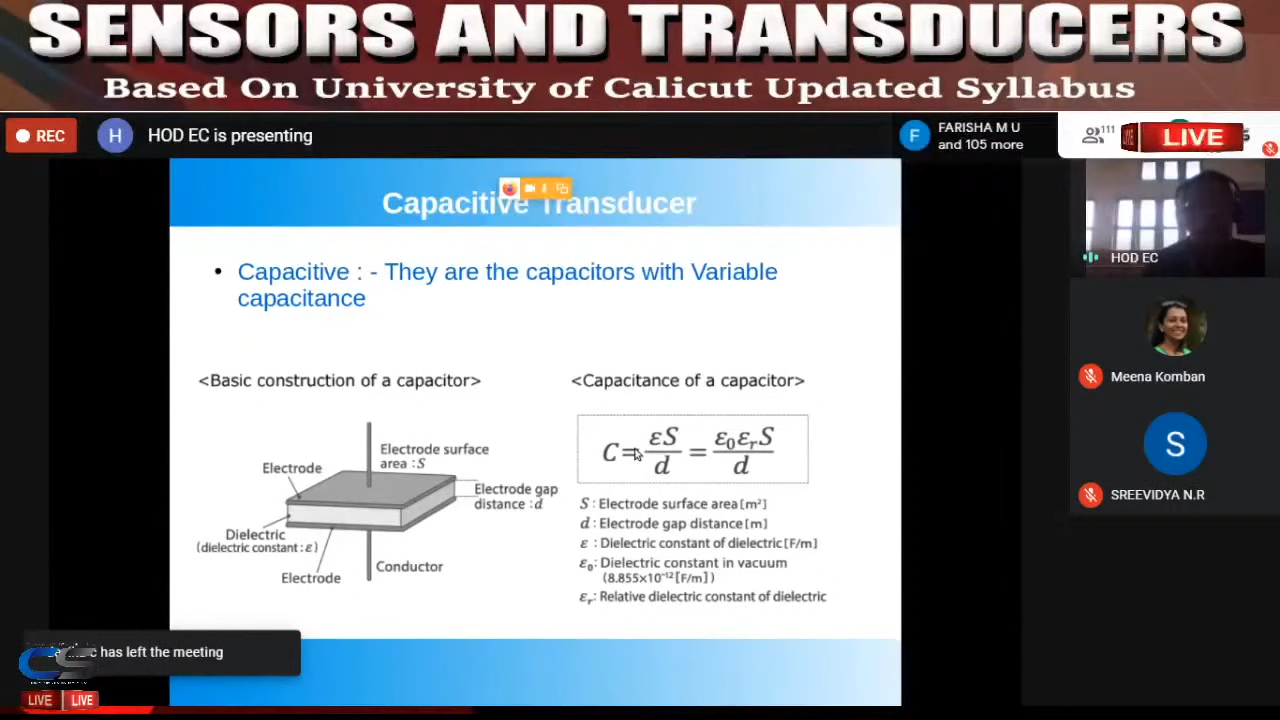 SENSORS AND TRANSDUCERS
Based On University of Calicut Updated Syllabus
REC
H
HOD EC is presenting
F
FARISHA M U
and 105 more
111
LIVE
Capacitive Transducer
• Capacitive : - They are the capacitors with Variable
capacitance
<Basic construction of a capacitor>
Electrode surface
area : S
Electrode
Electrode gap
distance : d
Dielectric
(dielectric constant : ε)
Electrode
Conductor
<Capacitance of a capacitor>
C = εS/d = ε₀εᵣS/d
S : Electrode surface area [m²]
d : Electrode gap distance [m]
ε : Dielectric constant of dielectric [F/m]
ε₀: Dielectric constant in vacuum
(8.855×10⁻¹² [F/m])
εᵣ: Relative dielectric constant of dielectric
HOD EC
Meena Komban
S
SREEVIDYA N.R
c has left the meeting
CS
LIVE LIVE